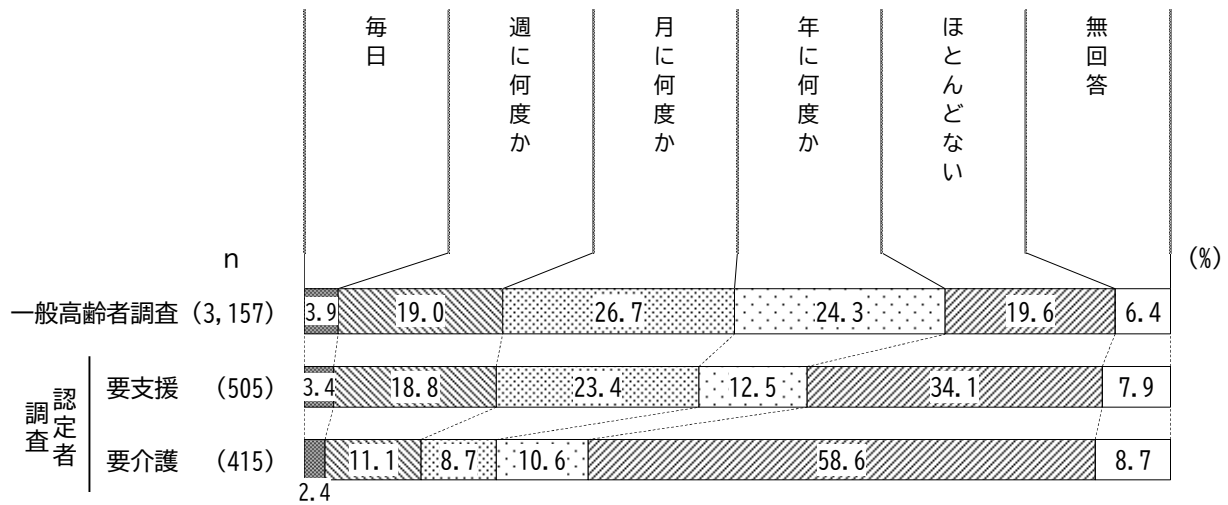 毎日
週に何度か
月に何度か
年に何度か
ほとんどない
無回答
n
(%)
一般高齢者調査 (3,157) 3.9 19.0 26.7 24.3 19.6 6.4
認定者調査
要支援 (505) 3.4 18.8 23.4 12.5 34.1 7.9
要介護 (415) 11.1 8.7 10.6 58.6 8.7
2.4